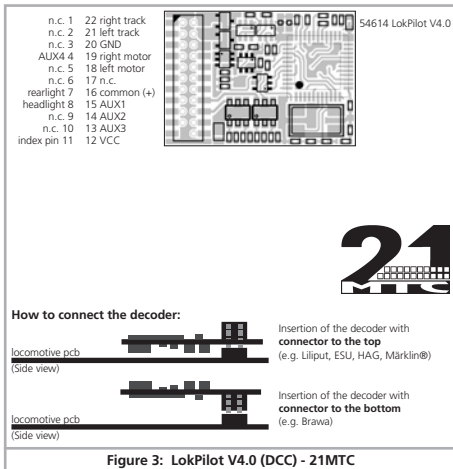 n.c. 1 22 right track
n.c. 2 21 left track
n.c. 3 20 GND
AUX4 4 19 right motor
n.c. 5 18 left motor
n.c. 6 17 n.c.
rearlight 7 16 common (+)
headlight 8 15 AUX1
n.c. 9 14 AUX2
n.c. 10 13 AUX3
index pin 11 12 VCC
54614 LokPilot V4.0
21
MTC
How to connect the decoder:
locomotive pcb
(Side view)
Insertion of the decoder with
connector to the top
(e.g. Liliput, ESU, HAG, Märklin®)
locomotive pcb
(Side view)
Insertion of the decoder with
connector to the bottom
(e.g. Brawa)
Figure 3: LokPilot V4.0 (DCC) - 21MTC